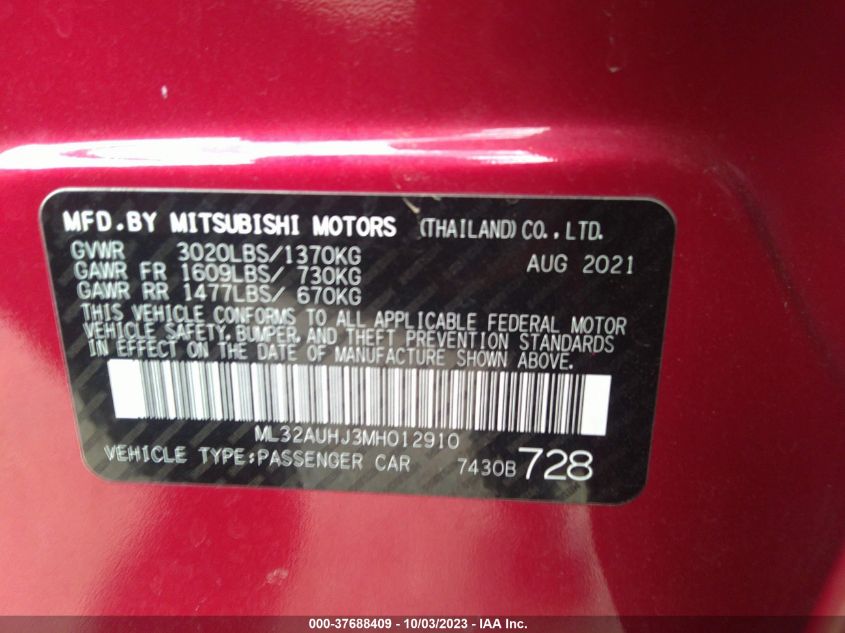 MFD.BY MITSUBISHI MOTORS (THAILAND) CO.,LTD.
GVWR 3020LBS/1370KG AUG 2021
GAWR FR 1609LBS/ 730KG
GAWR RR 1477LBS/ 670KG
THIS VEHICLE CONFORMS TO ALL APPLICABLE FEDERAL MOTOR
VEHICLE SAFETY, BUMPER, AND THEFT PREVENTION STANDARDS
IN EFFECT ON THE DATE OF MANUFACTURE SHOWN ABOVE.
ML32AUHJ3MH012910
VEHICLE TYPE:PASSENGER CAR 7430B 728
000-37688409 - 10/03/2023 - IAA Inc.